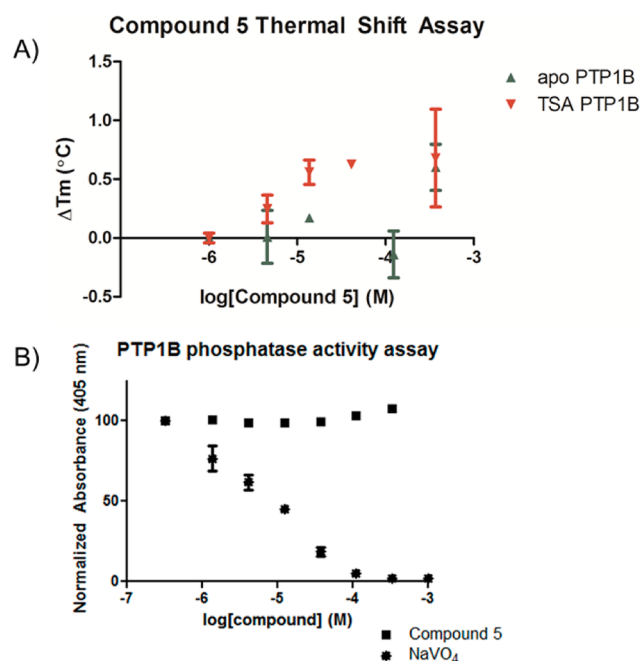 Compound 5 Thermal Shift Assay
A)
1.5
1.0
0.5
0.0
-0.5
ΔTm (°C)
-6
-5
-4
-3
log[Compound 5] (M)
apo PTP1B
TSA PTP1B
B)
PTP1B phosphatase activity assay
Normalized Absorbance (405 nm)
100
50
0
-7
-6
-5
-4
-3
log[compound] (M)
Compound 5
NaVO₄